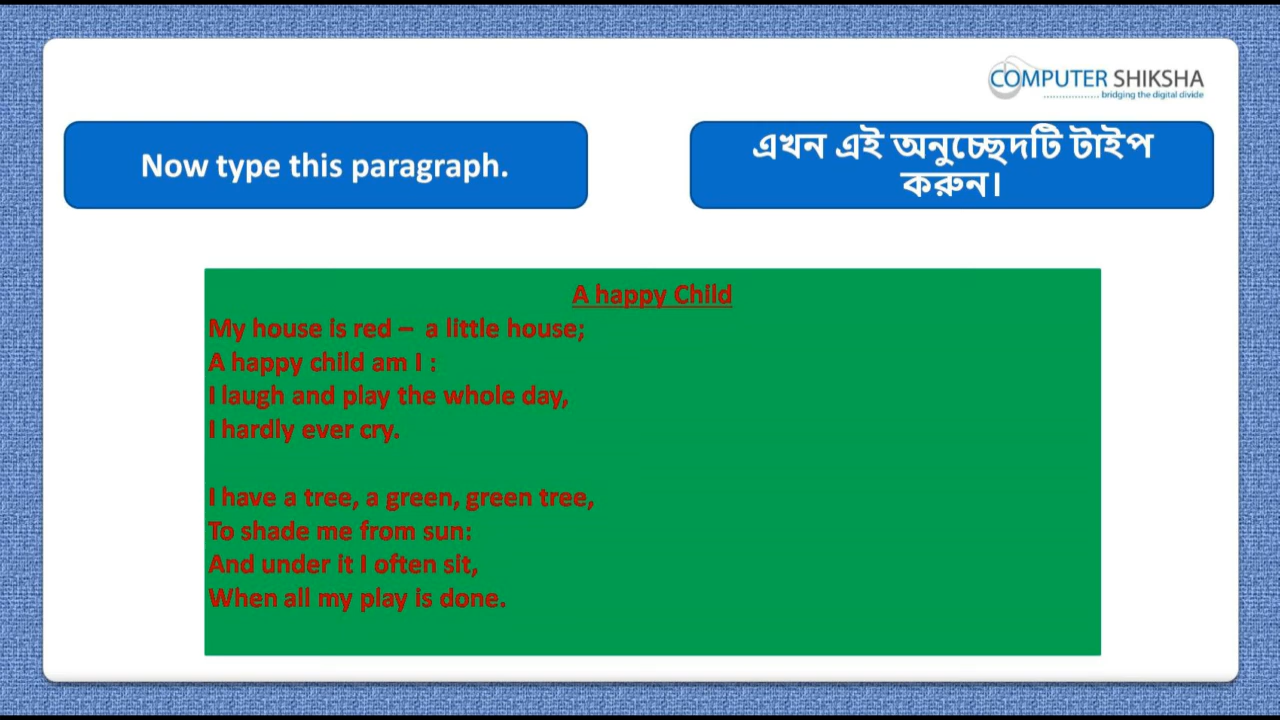 COMPUTER SHIKSHA
bridging the digital divide
Now type this paragraph.
এখন এই অনুচ্ছেদটি টাইপ
করুন।
A happy Child
My house is red – a little house;
A happy child am I :
I laugh and play the whole day,
I hardly ever cry.
I have a tree, a green, green tree,
To shade me from sun:
And under it I often sit,
When all my play is done.